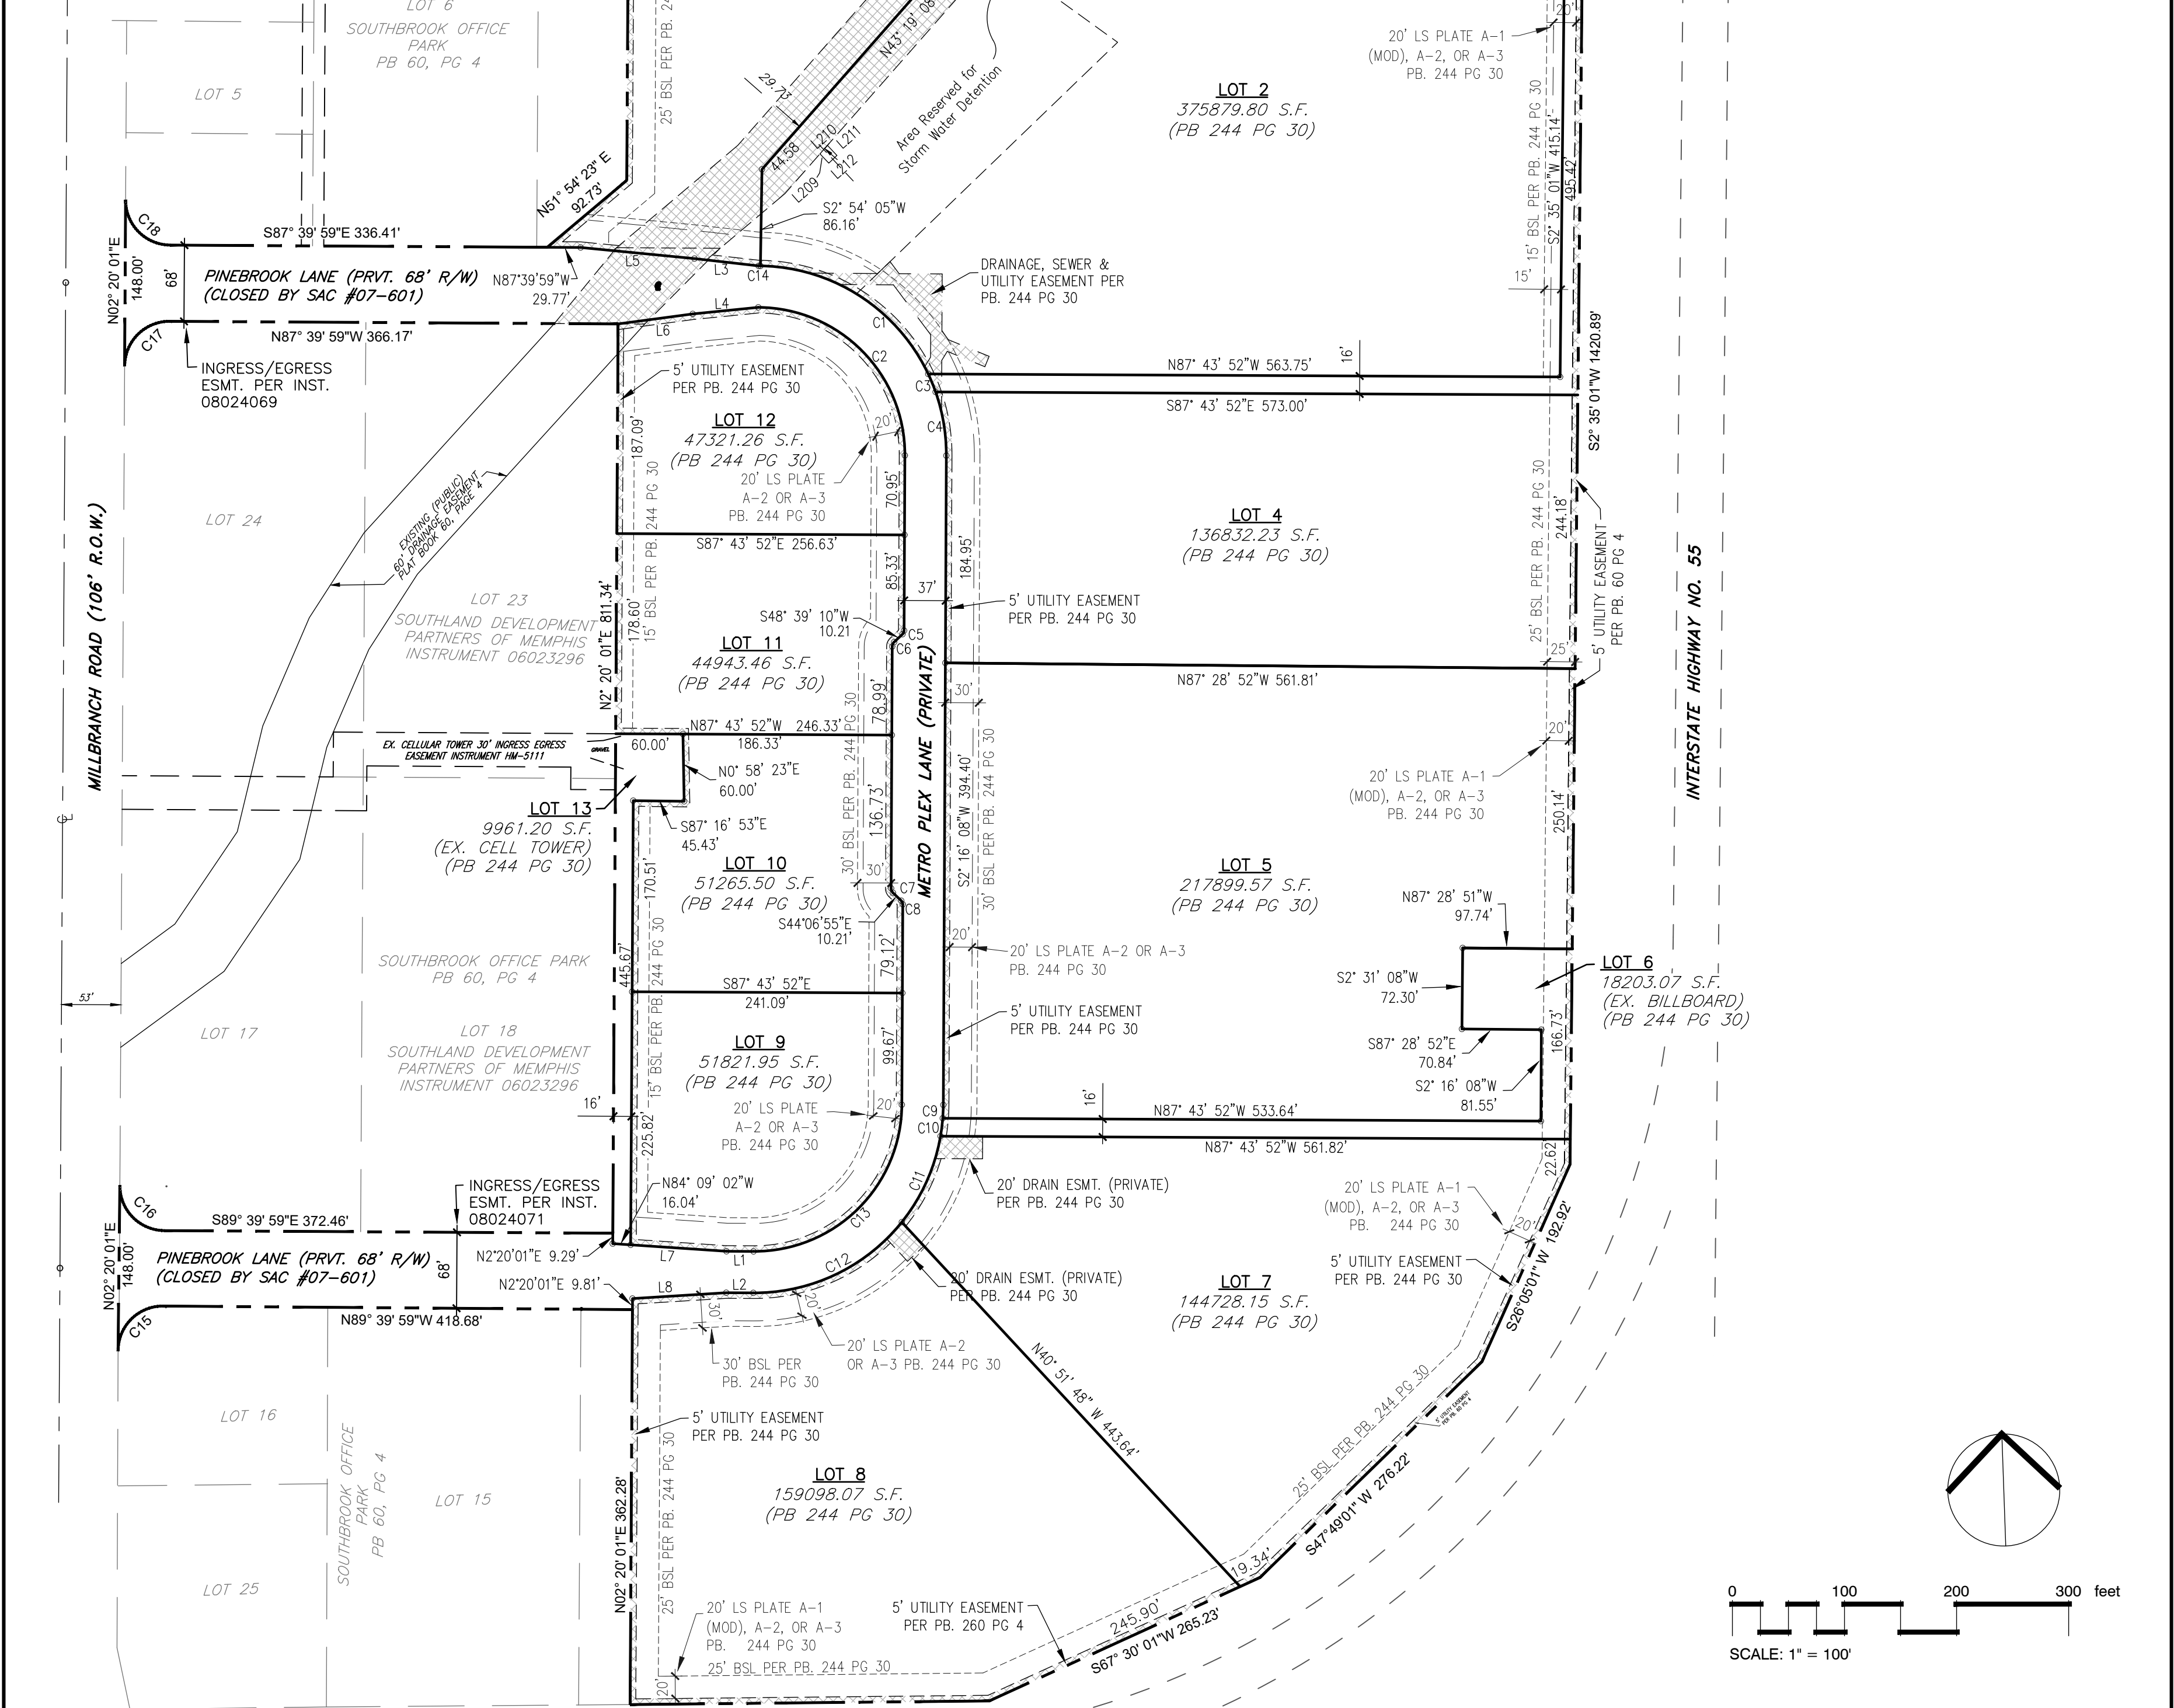 LOT 6
SOUTHBROOK OFFICE
PARK
PB 60, PG 4
LOT 5
25' BSL PER PB.
29.73
44.58
L210
L211
L212
L209
Area Reserved for
Storm Water Detention
LOT 2
375879.80 S.F.
(PB 244 PG 30)
20'
20' LS PLATE A-1
(MOD), A-2, OR A-3
PB. 244 PG 30
15' BSL PER PB. 244 PG 30
S2° 35' 01"W 415.14'
495.42'
15'
N51° 54' 23" E
92.73'
S2° 54' 05"W
86.16'
C18
S87° 39' 59"E 336.41'
N02° 20' 01"E
148.00'
68'
PINEBROOK LANE (PRVT. 68' R/W)
(CLOSED BY SAC #07-601)
N87°39'59"W
29.77'
L5
L3
C14
L4
L6
C17
N87° 39' 59"W 366.17'
INGRESS/EGRESS
ESMT. PER INST.
08024069
DRAINAGE, SEWER &
UTILITY EASEMENT PER
PB. 244 PG 30
C1
C2
C3
C4
N87° 43' 52"W 563.75'
16'
S87° 43' 52"E 573.00'
S2° 35' 01"W 1420.89'
5' UTILITY EASEMENT
PER PB. 244 PG 30
LOT 12
47321.26 S.F.
(PB 244 PG 30)
20'
20' LS PLATE
A-2 OR A-3
PB. 244 PG 30
187.09'
70.95'
S87° 43' 52"E 256.63'
15' BSL PER PB. 244 PG 30
MILLBRANCH ROAD (106' R.O.W.)
LOT 24
EXISTING (PUBLIC)
60' DRAINAGE EASEMENT
PLAT BOOK 60, PAGE 4
LOT 4
136832.23 S.F.
(PB 244 PG 30)
25' BSL PER PB. 244 PG 30
244.18'
5' UTILITY EASEMENT
PER PB. 60 PG 4
INTERSTATE HIGHWAY NO. 55
LOT 23
SOUTHLAND DEVELOPMENT
PARTNERS OF MEMPHIS
INSTRUMENT 06023296
N2° 20' 01"E 811.34'
178.60'
85.33'
37'
184.95'
5' UTILITY EASEMENT
PER PB. 244 PG 30
S48° 39' 10"W
10.21
C5
C6
LOT 11
44943.46 S.F.
(PB 244 PG 30)
78.99'
METRO PLEX LANE (PRIVATE)
25'
N87° 28' 52"W 561.81'
30'
N87° 43' 52"W 246.33'
60.00'
186.33'
EX. CELLULAR TOWER 30' INGRESS EGRESS
EASEMENT INSTRUMENT HM-5111
GRAVEL
N0° 58' 23"E
60.00'
LOT 13
9961.20 S.F.
(EX. CELL TOWER)
(PB 244 PG 30)
S87° 16' 53"E
45.43'
30' BSL PER PB. 244 PG 30
136.73'
S2° 16' 08"W 394.40'
30' BSL PER PB. 244 PG 30
20'
20' LS PLATE A-1
(MOD), A-2, OR A-3
PB. 244 PG 30
250.14'
LOT 10
51265.50 S.F.
(PB 244 PG 30)
170.51'
30'
C7
C8
S44°06'55"E
10.21'
LOT 5
217899.57 S.F.
(PB 244 PG 30)
N87° 28' 51"W
97.74'
SOUTHBROOK OFFICE PARK
PB 60, PG 4
445.67'
15' BSL PER PB. 244 PG 30
79.12'
S87° 43' 52"E
241.09'
20'
20' LS PLATE A-2 OR A-3
PB. 244 PG 30
S2° 31' 08"W
72.30'
LOT 6
18203.07 S.F.
(EX. BILLBOARD)
(PB 244 PG 30)
53'
LOT 17
LOT 18
SOUTHLAND DEVELOPMENT
PARTNERS OF MEMPHIS
INSTRUMENT 06023296
LOT 9
51821.95 S.F.
(PB 244 PG 30)
99.67'
5' UTILITY EASEMENT
PER PB. 244 PG 30
S87° 28' 52"E
70.84'
166.73'
S2° 16' 08"W
81.55'
16'
20' LS PLATE
A-2 OR A-3
PB. 244 PG 30
20'
225.82'
C9
C10
16'
N87° 43' 52"W 533.64'
N87° 43' 52"W 561.82'
22.62'
INGRESS/EGRESS
ESMT. PER INST.
08024071
N84° 09' 02"W
16.04'
C11
20' DRAIN ESMT. (PRIVATE)
PER PB. 244 PG 30
20' LS PLATE A-1
(MOD), A-2, OR A-3
PB. 244 PG 30
20'
S26°05'01" W 192.92'
C16
S89° 39' 59"E 372.46'
N02° 20' 01"E
148.00'
PINEBROOK LANE (PRVT. 68' R/W)
(CLOSED BY SAC #07-601)
68'
N2°20'01"E 9.29'
N2°20'01"E 9.81'
L7
L1
C13
L8
L2
C12
C15
N89° 39' 59"W 418.68'
20' DRAIN ESMT. (PRIVATE)
PER PB. 244 PG 30
5' UTILITY EASEMENT
PER PB. 244 PG 30
LOT 7
144728.15 S.F.
(PB 244 PG 30)
30'
20'
20' LS PLATE A-2
OR A-3 PB. 244 PG 30
30' BSL PER
PB. 244 PG 30
N40° 51' 48" W 443.64'
25' BSL PER PB. 244 PG 30
5' UTILITY EASEMENT
PER PB. 60 PG 4
S47°49'01" W 276.22'
LOT 16
SOUTHBROOK OFFICE
PARK
PB 60, PG 4
LOT 15
5' UTILITY EASEMENT
PER PB. 244 PG 30
N02° 20' 01"E 362.28'
25' BSL PER PB. 244 PG 30
LOT 8
159098.07 S.F.
(PB 244 PG 30)
19.34'
LOT 25
20' LS PLATE A-1
(MOD), A-2, OR A-3
PB. 244 PG 30
25' BSL PER PB. 244 PG 30
20'
5' UTILITY EASEMENT
PER PB. 260 PG 4
245.90'
S67° 30' 01"W 265.23'
0 100 200 300 feet
SCALE: 1" = 100'